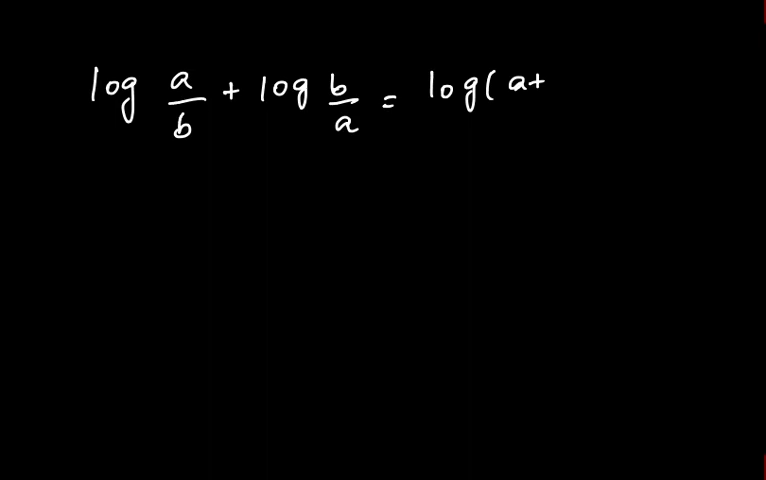 log a/b + log b/a = log( a+